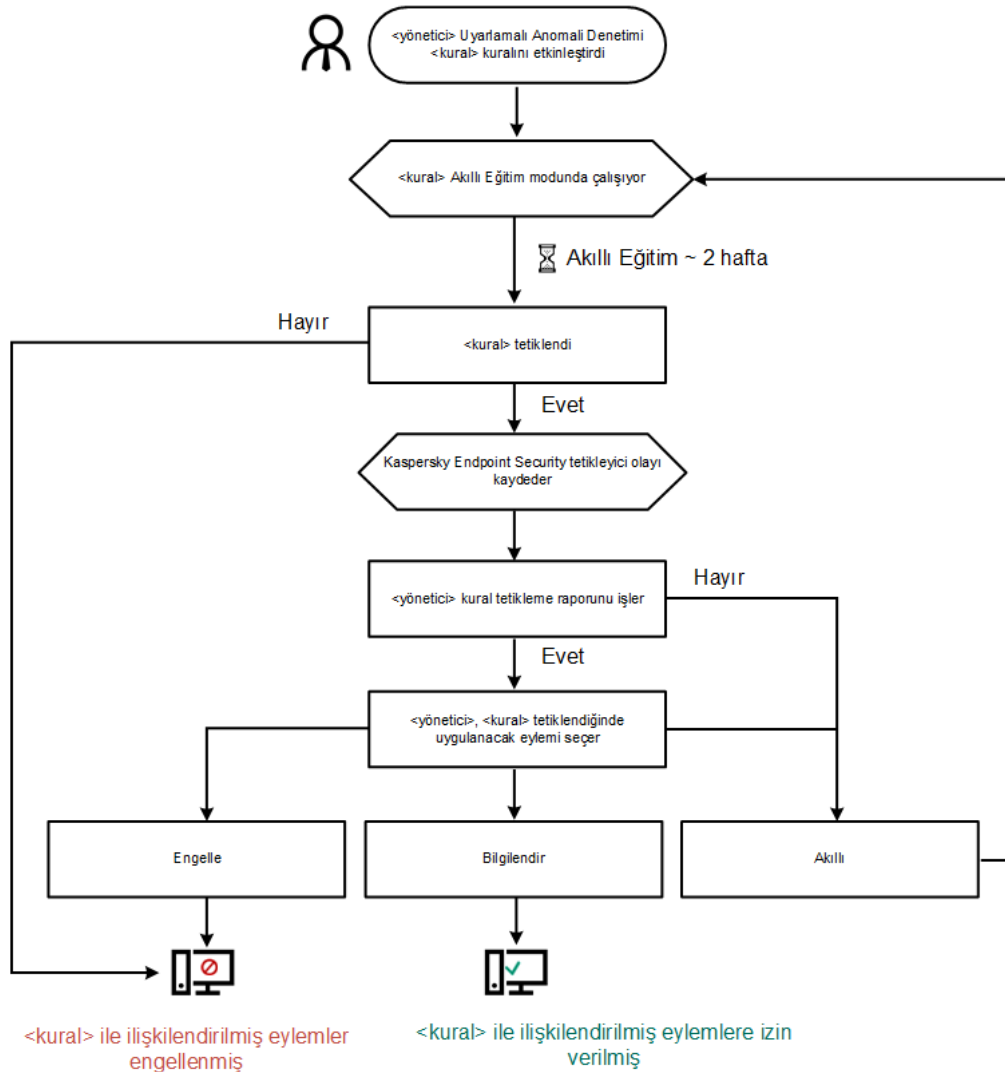 <yönetici> Uyarlamalı Anomali Denetimi
<kural> kuralını etkinleştirdi
<kural> Akıllı Eğitim modunda çalışıyor
Akıllı Eğitim ~ 2 hafta
Hayır
<kural> tetiklendi
Evet
Kaspersky Endpoint Security tetikleyici olayı
kaydeder
Hayır
<yönetici> kural tetikleme raporunu işler
Evet
<yönetici>, <kural> tetiklendiğinde
uygulanacak eylemi seçer
Engelle
Bilgilendir
Akıllı
<kural> ile ilişkilendirilmiş eylemler
engellenmiş
<kural> ile ilişkilendirilmiş eylemlere izin
verilmiş